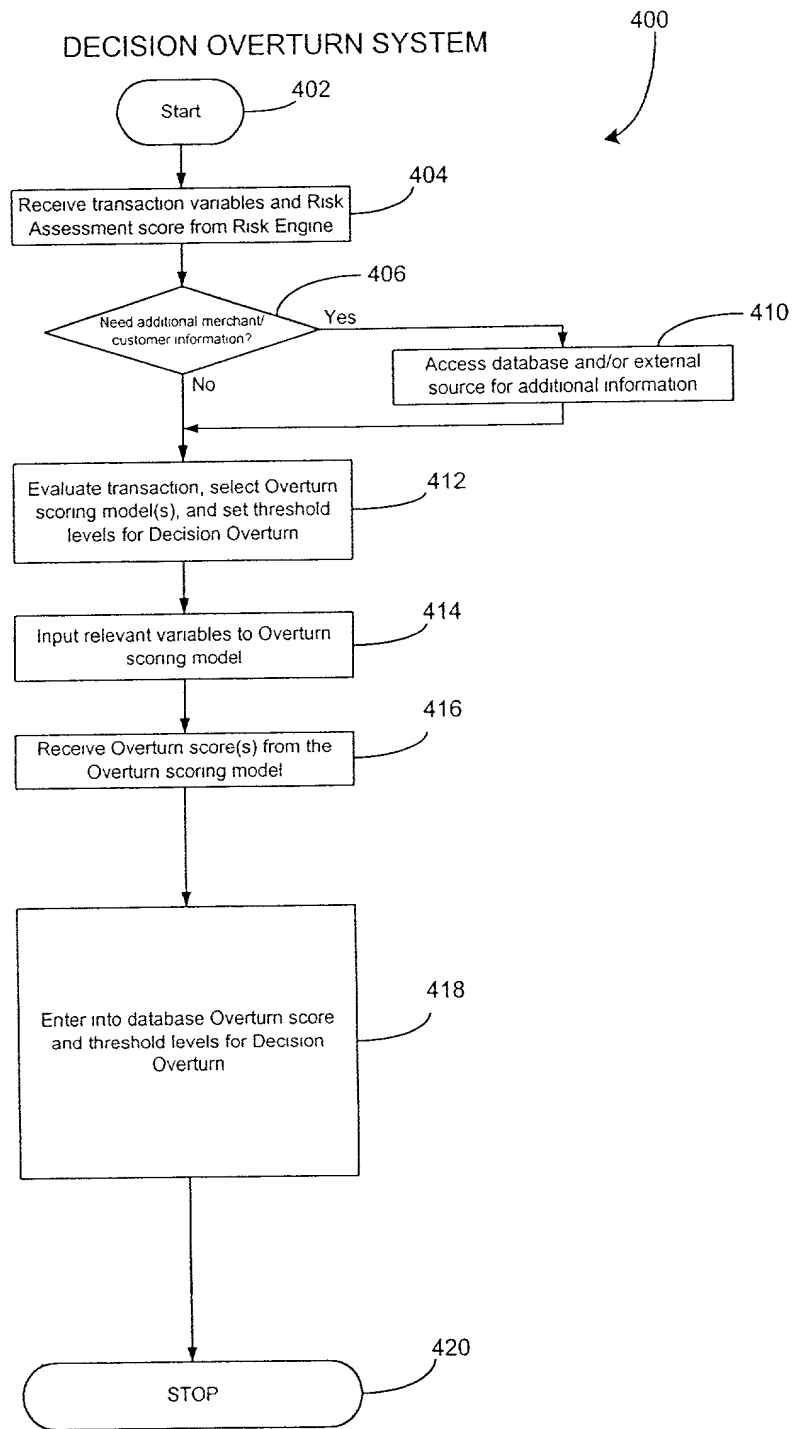 400
DECISION OVERTURN SYSTEM
402
Start
404
Receive transaction variables and Risk
Assessment score from Risk Engine
406
Need additional merchant/
customer information?
Yes
410
Access database and/or external
source for additional information
No
Evaluate transaction, select Overturn
scoring model(s), and set threshold
levels for Decision Overturn
412
Input relevant variables to Overturn
scoring model
414
Receive Overturn score(s) from the
Overturn scoring model
416
Enter into database Overturn score
and threshold levels for Decision
Overturn
418
STOP
420